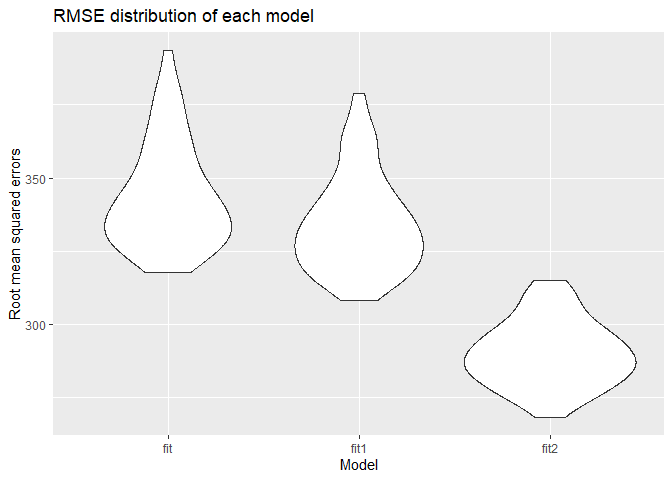 RMSE distribution of each model
Root mean squared errors
350
300
fit
fit1
fit2
Model